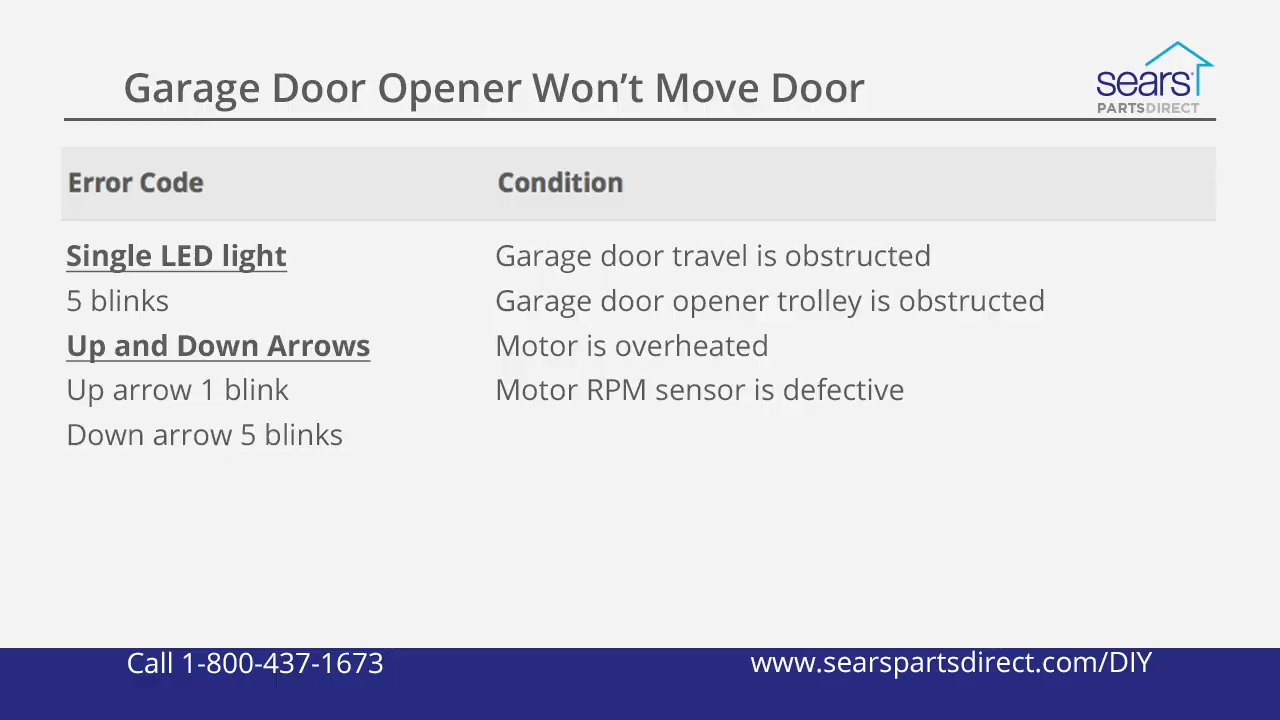 Garage Door Opener Won’t Move Door
sears
PARTSDIRECT
Error Code
Condition
Single LED light
Garage door travel is obstructed
5 blinks
Garage door opener trolley is obstructed
Up and Down Arrows
Motor is overheated
Up arrow 1 blink
Motor RPM sensor is defective
Down arrow 5 blinks
Call 1-800-437-1673
www.searspartsdirect.com/DIY